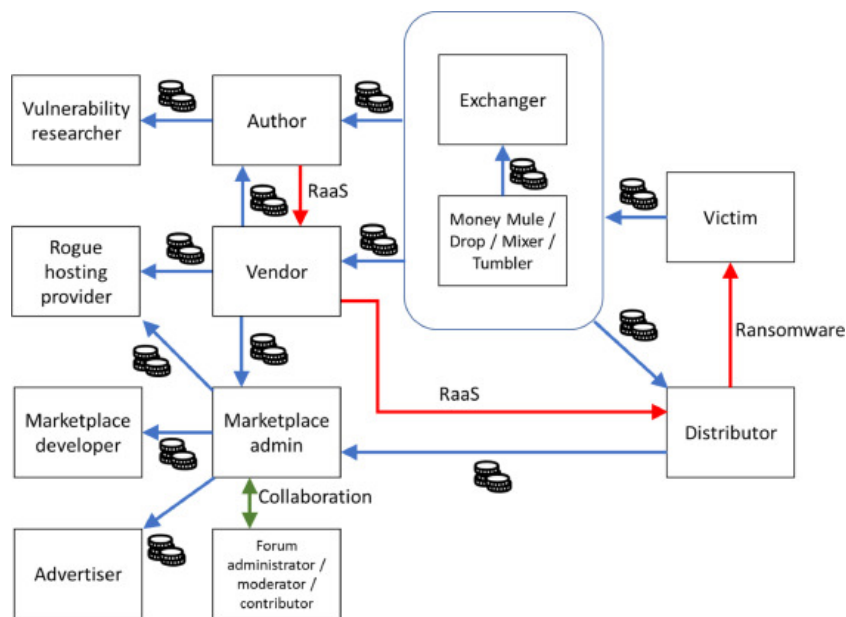 Vulnerability
researcher
Author
Exchanger
RaaS
Money Mule /
Drop / Mixer /
Tumbler
Victim
Rogue
hosting
provider
Vendor
Ransomware
RaaS
Marketplace
developer
Marketplace
admin
Distributor
Collaboration
Advertiser
Forum
administrator /
moderator /
contributor